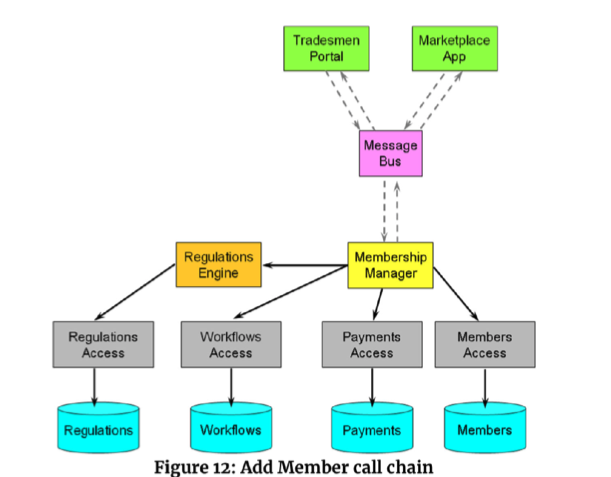 Tradesmen
Portal
Marketplace
App
Message
Bus
Regulations
Engine
Membership
Manager
Regulations
Access
Workflows
Access
Payments
Access
Members
Access
Regulations
Workflows
Payments
Members
Figure 12: Add Member call chain